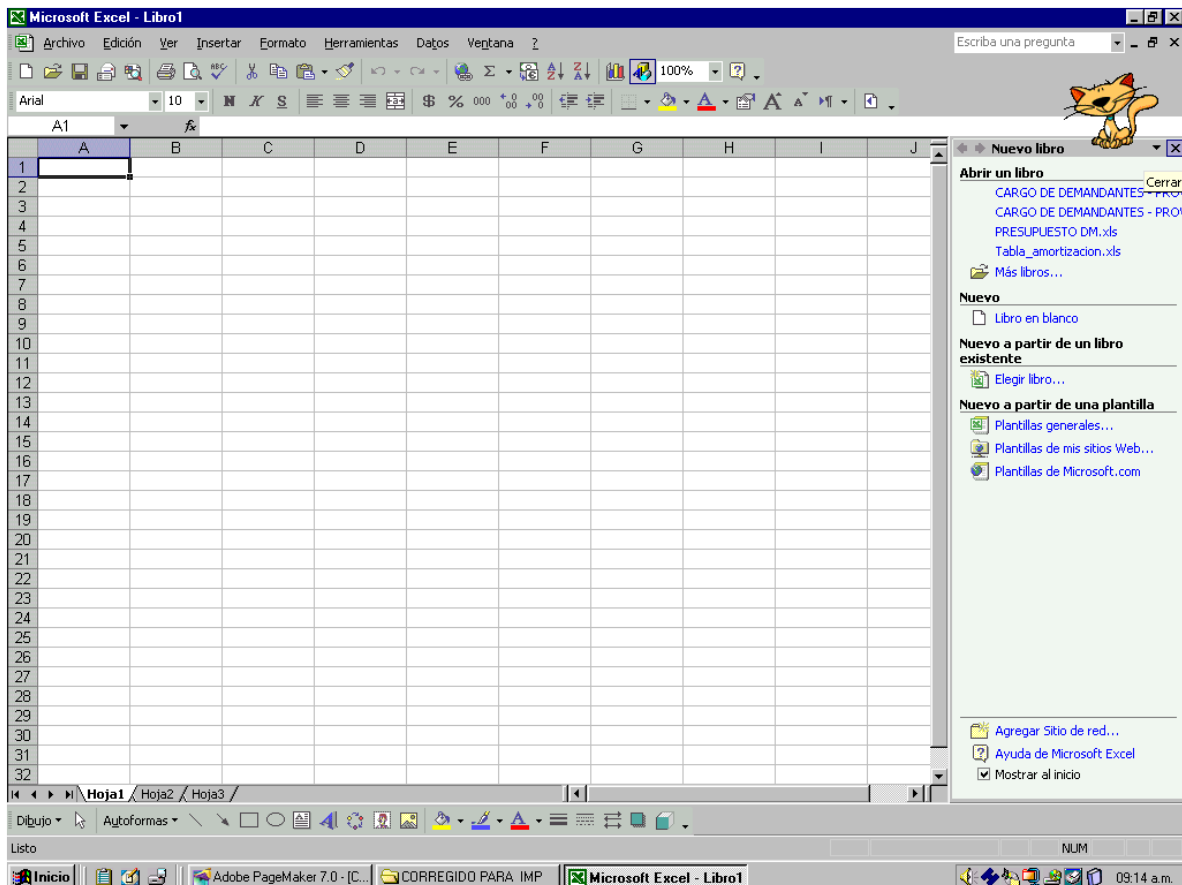 Microsoft Excel - Libro1
Archivo Edición Ver Insertar Formato Herramientas Datos Ventana ?
Escriba una pregunta
ABC
100%
Arial 10 N K S $ % 000
A1 fx
A B C D E F G H I J
1
2
3
4
5
6
7
8
9
10
11
12
13
14
15
16
17
18
19
20
21
22
23
24
25
26
27
28
29
30
31
32
Nuevo libro
Cerrar
Abrir un libro
CARGO DE DEMANDANTES - PROV
CARGO DE DEMANDANTES - PROV
PRESUPUESTO DM.xls
Tabla_amortizacion.xls
Más libros...
Nuevo
Libro en blanco
Nuevo a partir de un libro
existente
Elegir libro...
Nuevo a partir de una plantilla
Plantillas generales...
Plantillas de mis sitios Web...
Plantillas de Microsoft.com
Agregar Sitio de red...
Ayuda de Microsoft Excel
Mostrar al inicio
Hoja1 Hoja2 Hoja3
Dibujo Autoformas
Listo NUM
Inicio Adobe PageMaker 7.0 - [C... CORREGIDO PARA IMP Microsoft Excel - Libro1 09:14 a.m.